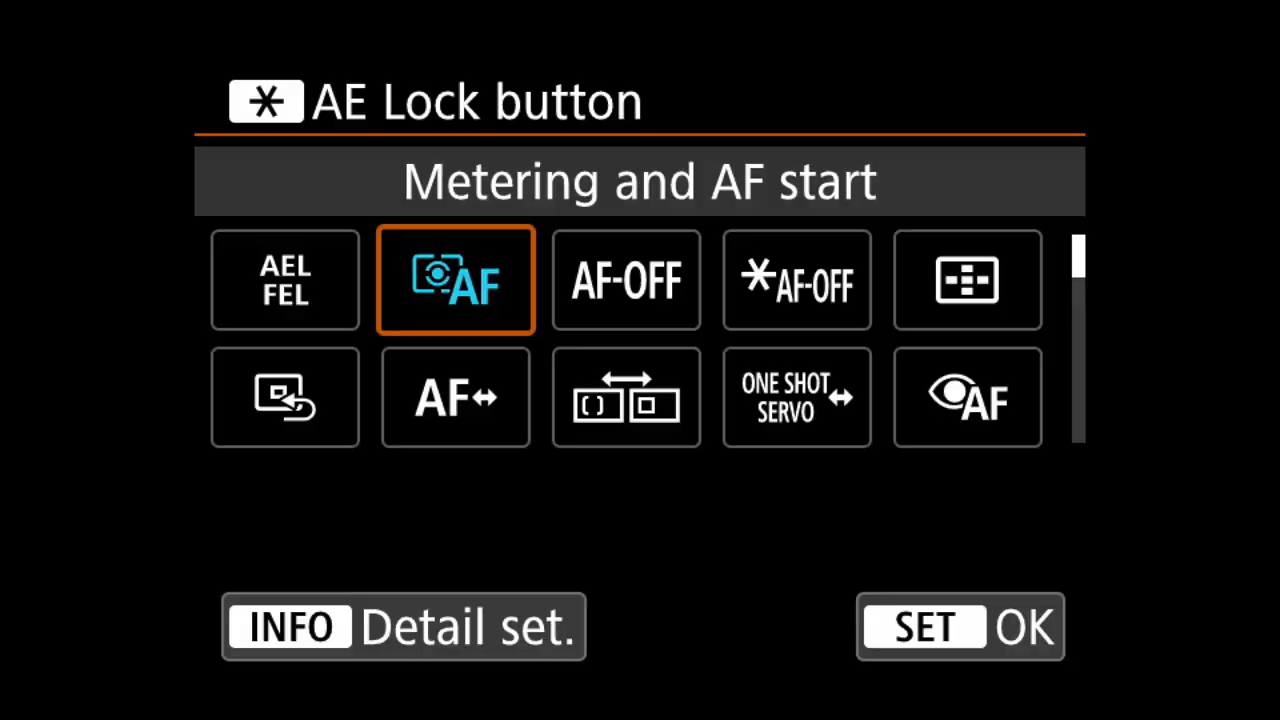 * AE Lock button
Metering and AF start
AEL
FEL
AF
AF-OFF
*AF-OFF
AF↔
ONE SHOT
SERVO ↔
AF
INFO Detail set.
SET OK